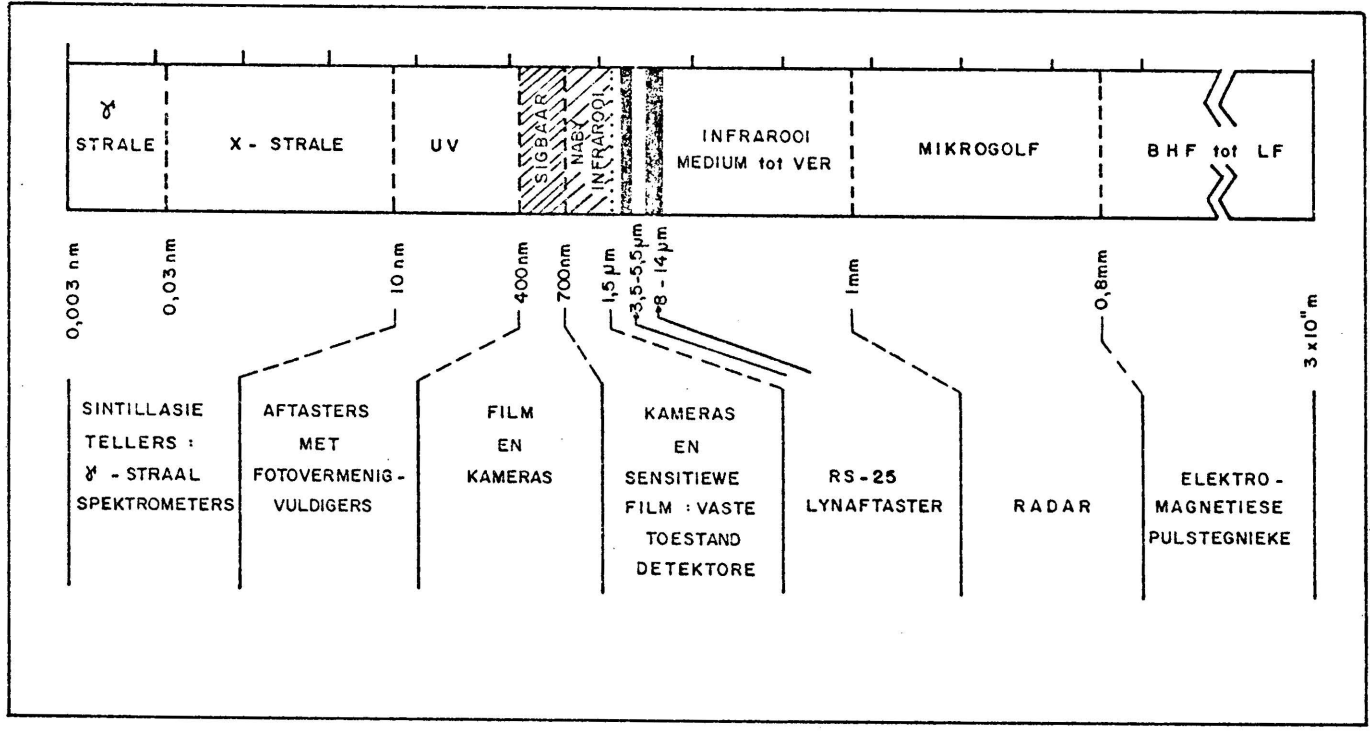 γ
STRALE
X - STRALE
UV
SIGBAAR
NABY
INFRAROOI
INFRAROOI
MEDIUM tot VER
MIKROGOLF
BHF tot LF
0,003 nm
0,03 nm
10 nm
400nm
700nm
1,5 μm
3,5-5,5μm
8 - 14μm
1mm
0,8mm
3 x 10" m
SINTILLASIE
TELLERS :
γ - STRAAL
SPEKTROMETERS
AFTASTERS
MET
FOTOVERMENIG-
VULDIGERS
FILM
EN
KAMERAS
KAMERAS
EN
SENSITIEWE
FILM : VASTE
TOESTAND
DETEKTORE
RS-25
LYNAFTASTER
RADAR
ELEKTRO-
MAGNETIESE
PULSTEGNIEKE